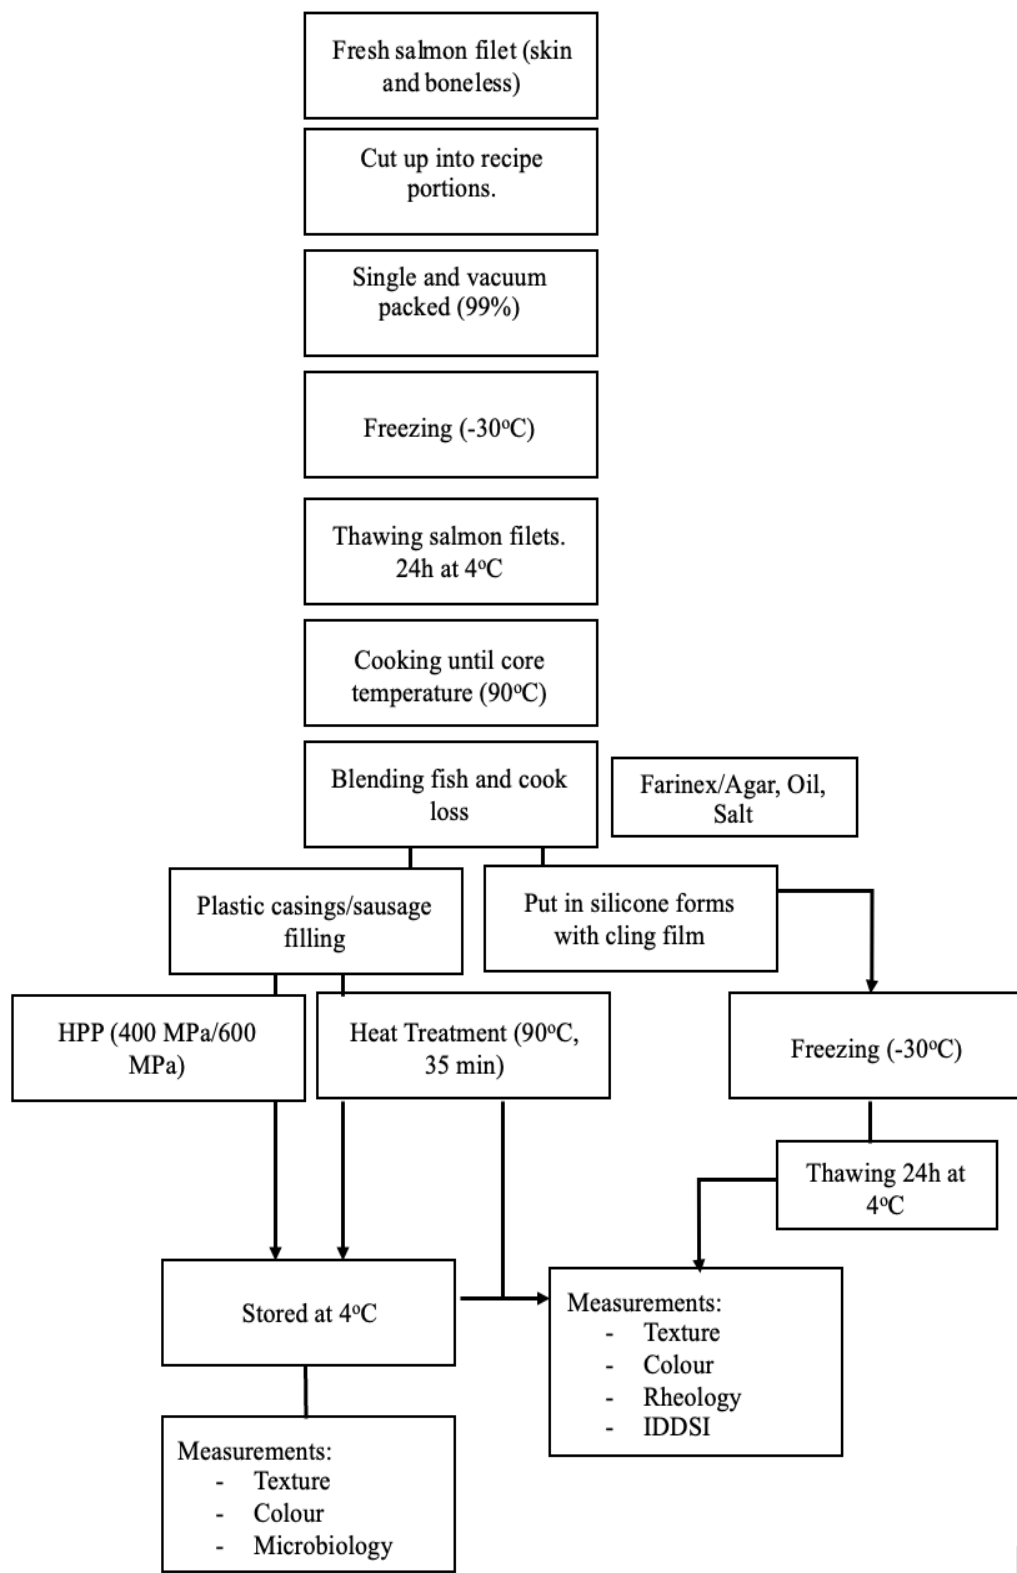 Fresh salmon filet (skin
and boneless)
Cut up into recipe
portions.
Single and vacuum
packed (99%)
Freezing (-30ºC)
Thawing salmon filets.
24h at 4ºC
Cooking until core
temperature (90ºC)
Blending fish and cook
loss
Farinex/Agar, Oil,
Salt
Plastic casings/sausage
filling
Put in silicone forms
with cling film
HPP (400 MPa/600
MPa)
Heat Treatment (90ºC,
35 min)
Freezing (-30ºC)
Thawing 24h at
4ºC
Stored at 4ºC
Measurements:
- Texture
- Colour
- Rheology
- IDDSI
Measurements:
- Texture
- Colour
- Microbiology